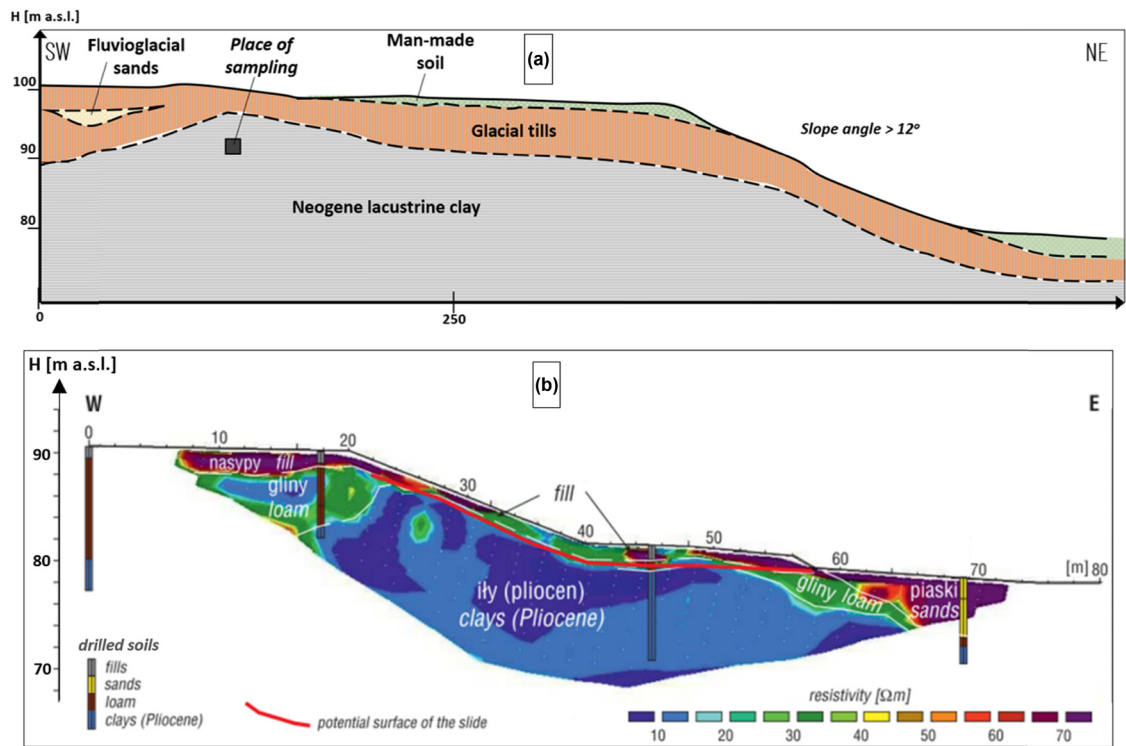 H [m a.s.l.]
SW
Fluvioglacial
sands
Place of
sampling
Man-made
soil
(a)
NE
100
Glacial tills
Slope angle > 12°
90
Neogene lacustrine clay
80
0
250
H [m a.s.l.]
(b)
W
E
0
10
20
90
nasypy fill
gliny
loam
30
fill
40
50
80
60
70
[m] 80
iły (pliocen)
clays (Pliocene)
gliny loam
piaski
sands
drilled soils
fills
70
sands
loam
clays (Pliocene)
potential surface of the slide
resistivity [Ωm]
10 20 30 40 50 60 70